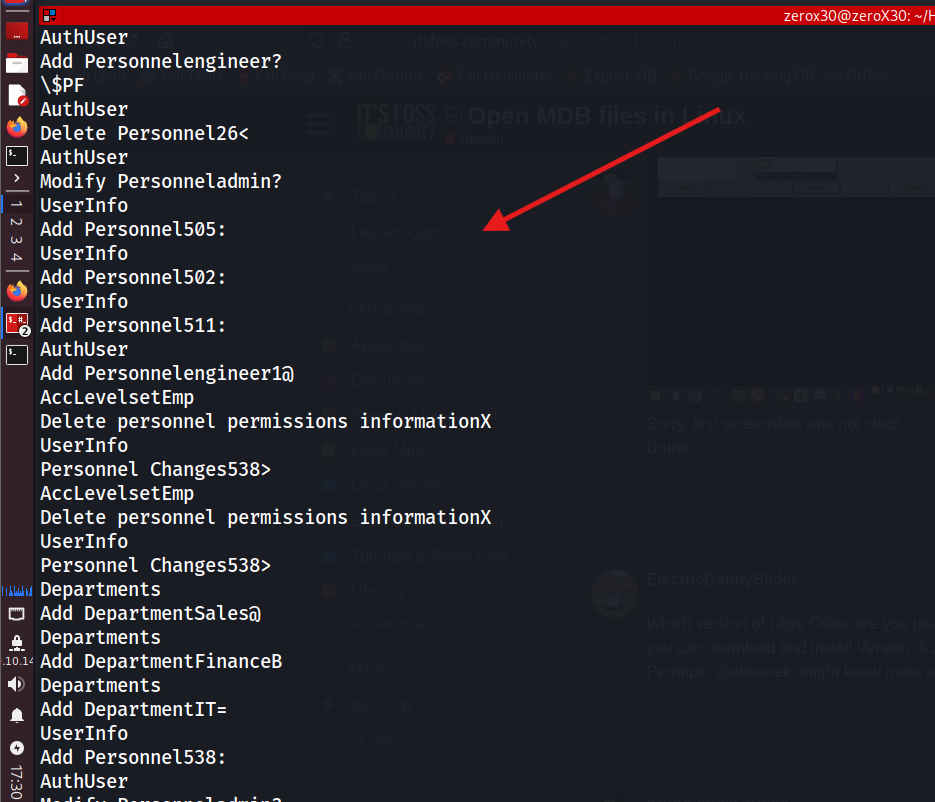 zerox30@zeroX30: ~/H
AuthUser
Add Personnelengineer?
\$PF
AuthUser
Delete Personnel26<
AuthUser
Modify Personneladmin?
UserInfo
Add Personnel505:
UserInfo
Add Personnel502:
UserInfo
Add Personnel511:
AuthUser
Add Personnelengineer1@
AccLevelsetEmp
Delete personnel permissions informationX
UserInfo
Personnel Changes538>
AccLevelsetEmp
Delete personnel permissions informationX
UserInfo
Personnel Changes538>
Departments
Add DepartmentSales@
Departments
Add DepartmentFinanceB
Departments
Add DepartmentIT=
UserInfo
Add Personnel538:
AuthUser
Modify Personneladmin?
1
2
3
4
2
.10.14
17:30
Kali Docs
Kali Forums
Kali NetHunter
Exploit-DB
Google Hacking DB
OffSec
IT'S FOSS
COMMUNITY
Open MDB files in Linux
Ubuntu
Topics
Leaderboard
More
CATEGORIES
Applications
Discussion
Linux Mint
Linux Server
Tutorials & Resources
Ubuntu
All categories
TAGS
quick-tip
All tags
Sorry, first screenshot was not clear
Bruno
ElectricDandySlider
Which version of Libre Office are you usi
you can download and install Version: 6.
Perhaps @abhishek might know more o